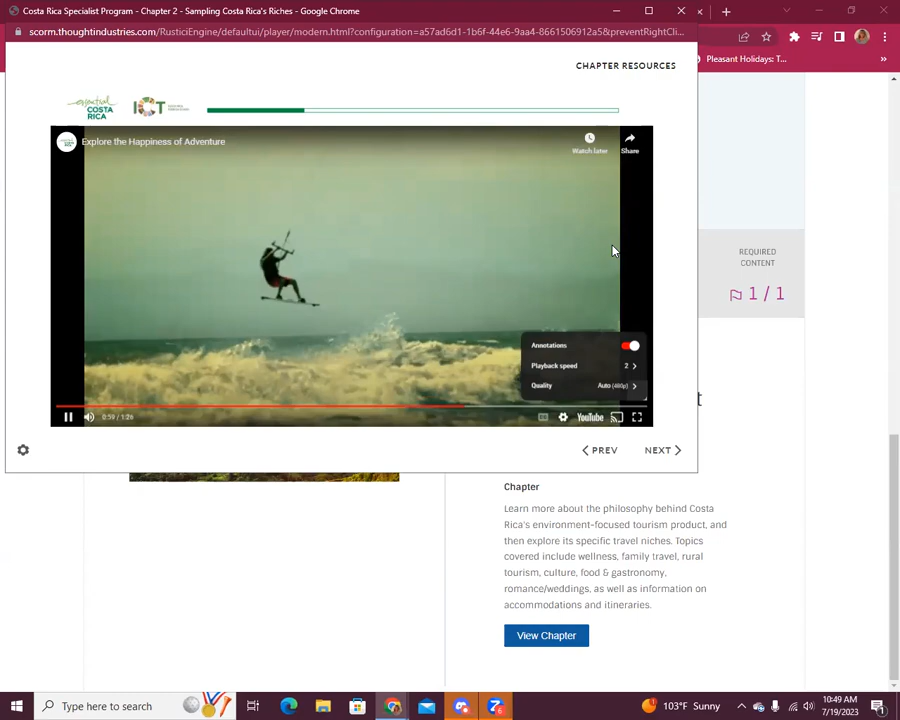 Costa Rica Specialist Program - Chapter 2 - Sampling Costa Rica's Riches - Google Chrome
scorm.thoughtindustries.com/RusticiEngine/defaultui/player/modern.html?configuration=a57ad6d1-1b6f-44e6-9aa4-8661506912a5&preventRightCli...
Pleasant Holidays: T...
CHAPTER RESOURCES
essential
COSTA
RICA
ICT
Explore the Happiness of Adventure
Watch later
Share
REQUIRED
CONTENT
1 / 1
Annotations
Playback speed 2
Quality Auto (480p)
t
0:59 / 1:26
YouTube
PREV
NEXT
Chapter
Learn more about the philosophy behind Costa
Rica's environment-focused tourism product, and
then explore its specific travel niches. Topics
covered include wellness, family travel, rural
tourism, culture, food & gastronomy,
romance/weddings, as well as information on
accommodations and itineraries.
View Chapter
Type here to search
103°F Sunny
10:49 AM
7/19/2023